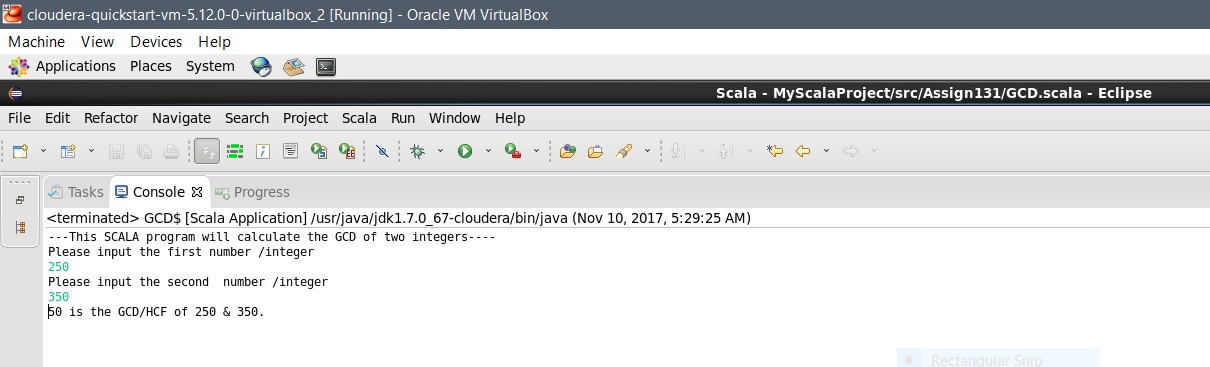 cloudera-quickstart-vm-5.12.0-0-virtualbox_2 [Running] - Oracle VM VirtualBox
Machine View Devices Help
Applications Places System
Scala - MyScalaProject/src/Assign131/GCD.scala - Eclipse
File Edit Refactor Navigate Search Project Scala Run Window Help
Tasks Console Progress
<terminated> GCD$ [Scala Application] /usr/java/jdk1.7.0_67-cloudera/bin/java (Nov 10, 2017, 5:29:25 AM)
---This SCALA program will calculate the GCD of two integers----
Please input the first number /integer
250
Please input the second  number /integer
350
50 is the GCD/HCF of 250 & 350.
Rectangular Snip